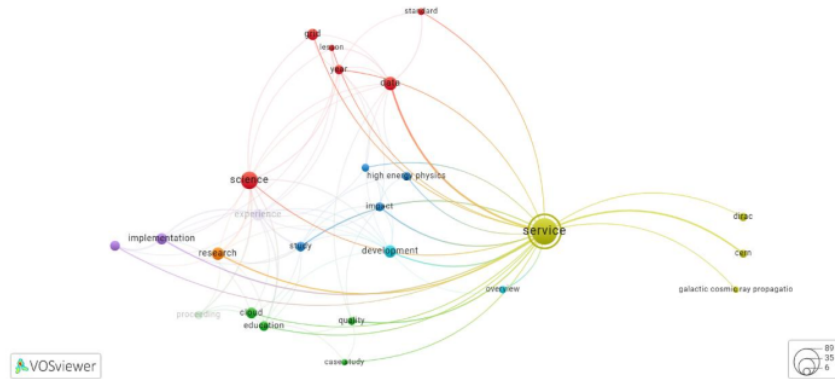 standard
grid
lesson
year
data
high energy physics
science
impact
experience
dirac
service
implementation
study
research
development
cern
overview
galactic cosmic ray propagatio
proceeding
cloud
education
quality
case study
VOSviewer
89
35
6